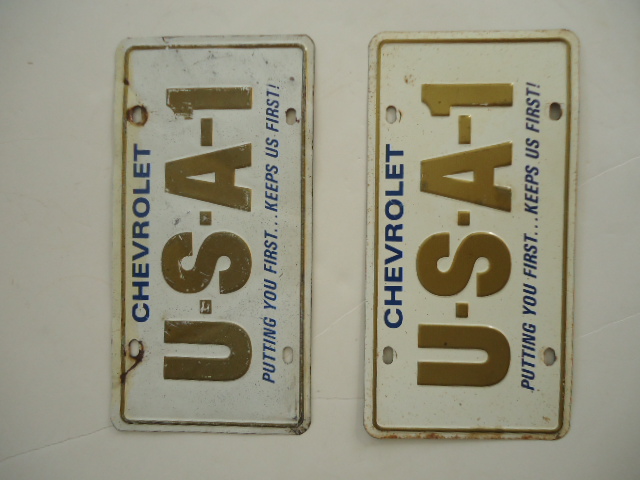 CHEVROLET
U-S-A-1
PUTTING YOU FIRST...KEEPS US FIRST!
CHEVROLET
U-S-A-1
PUTTING YOU FIRST...KEEPS US FIRST!